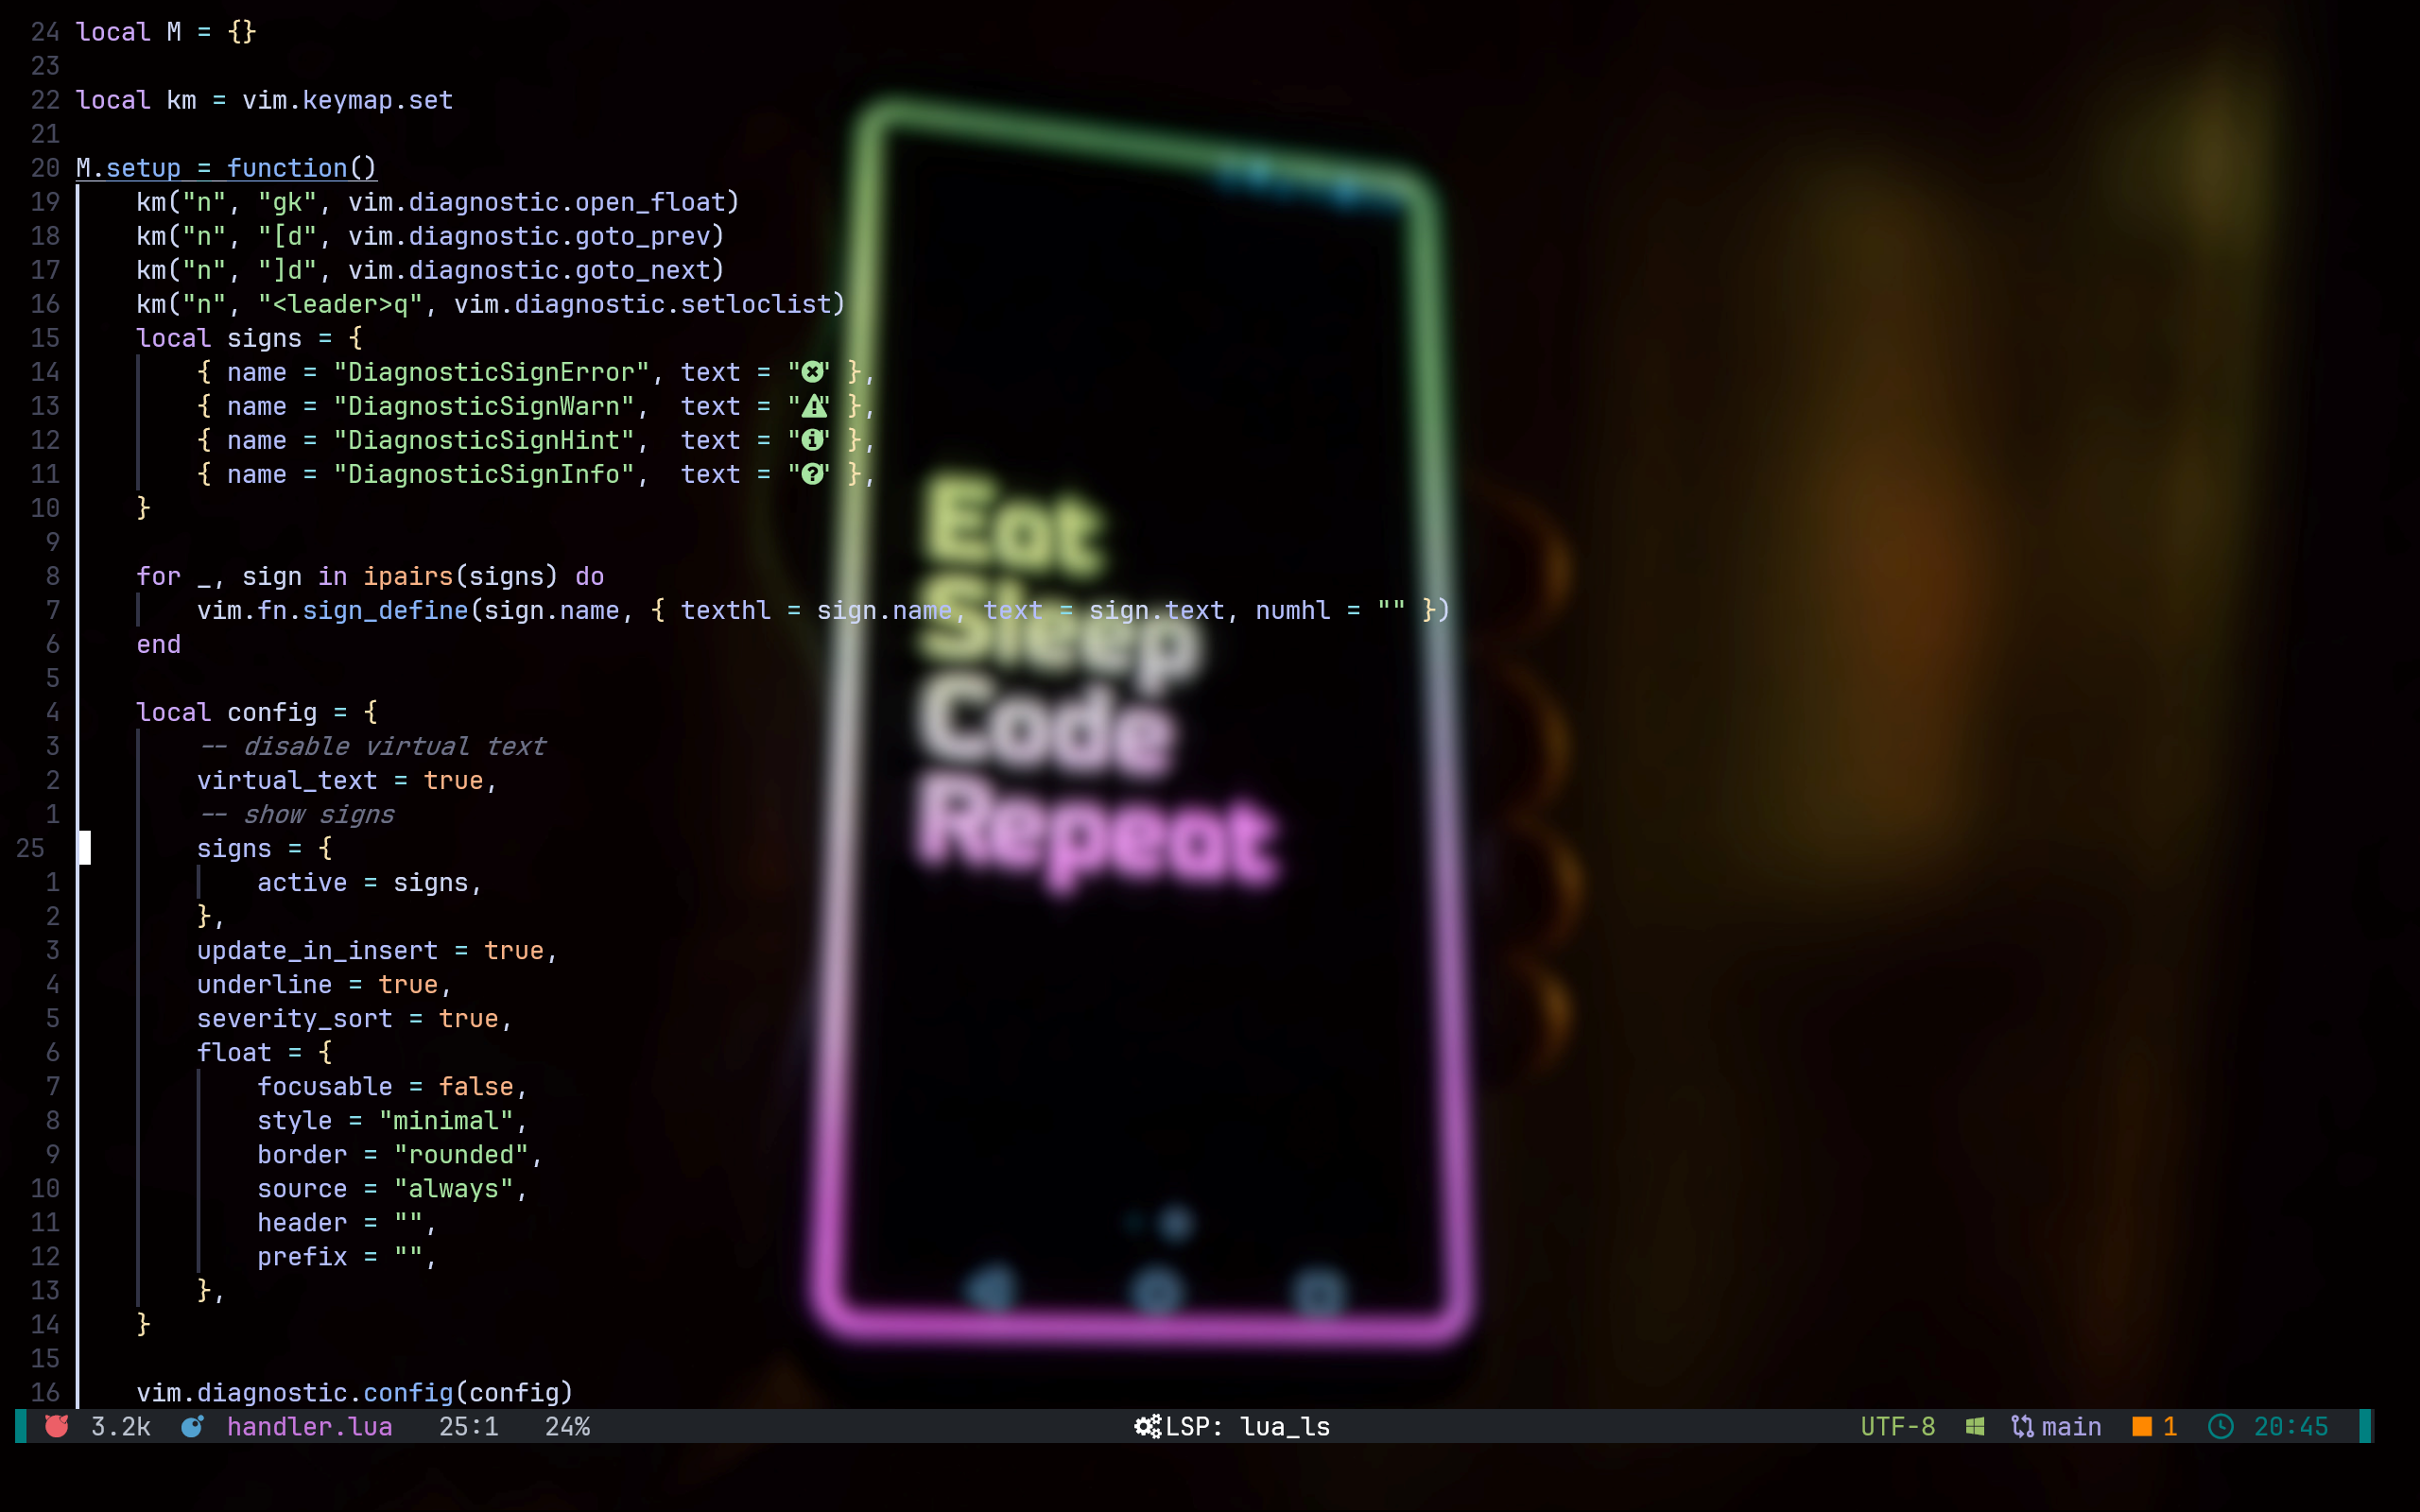 24 local M = {}
23
22 local km = vim.keymap.set
21
20 M.setup = function()
19     km("n", "gk", vim.diagnostic.open_float)
18     km("n", "[d", vim.diagnostic.goto_prev)
17     km("n", "]d", vim.diagnostic.goto_next)
16     km("n", "<leader>q", vim.diagnostic.setloclist)
15     local signs = {
14         { name = "DiagnosticSignError", text = "" },
13         { name = "DiagnosticSignWarn",  text = "" },
12         { name = "DiagnosticSignHint",  text = "" },
11         { name = "DiagnosticSignInfo",  text = "" },
10     }
9
8     for _, sign in ipairs(signs) do
7         vim.fn.sign_define(sign.name, { texthl = sign.name, text = sign.text, numhl = "" })
6     end
5
4     local config = {
3         -- disable virtual text
2         virtual_text = true,
1         -- show signs
25         signs = {
1             active = signs,
2         },
3         update_in_insert = true,
4         underline = true,
5         severity_sort = true,
6         float = {
7             focusable = false,
8             style = "minimal",
9             border = "rounded",
10             source = "always",
11             header = "",
12             prefix = "",
13         },
14     }
15
16     vim.diagnostic.config(config)
3.2k handler.lua 25:1 24% LSP: lua_ls UTF-8 main 1 20:45
Eat
Sleep
Code
Repeat